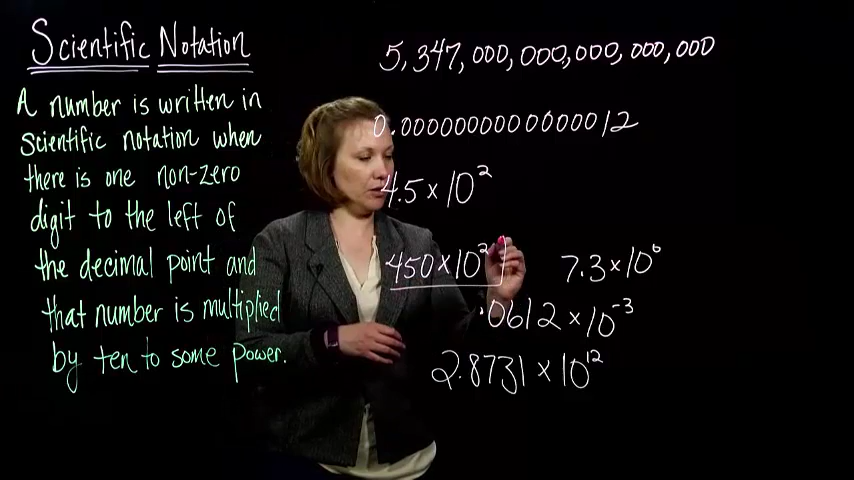 Scientific Notation
A number is written in
scientific notation when
there is one non-zero
digit to the left of
the decimal point and
that number is multiplied
by ten to some power.
5,347,000,000,000,000,000
0.00000000000000012
4.5 × 10²
450 × 10²
7.3 × 10⁶
.0612 × 10⁻³
2.8731 × 10¹²